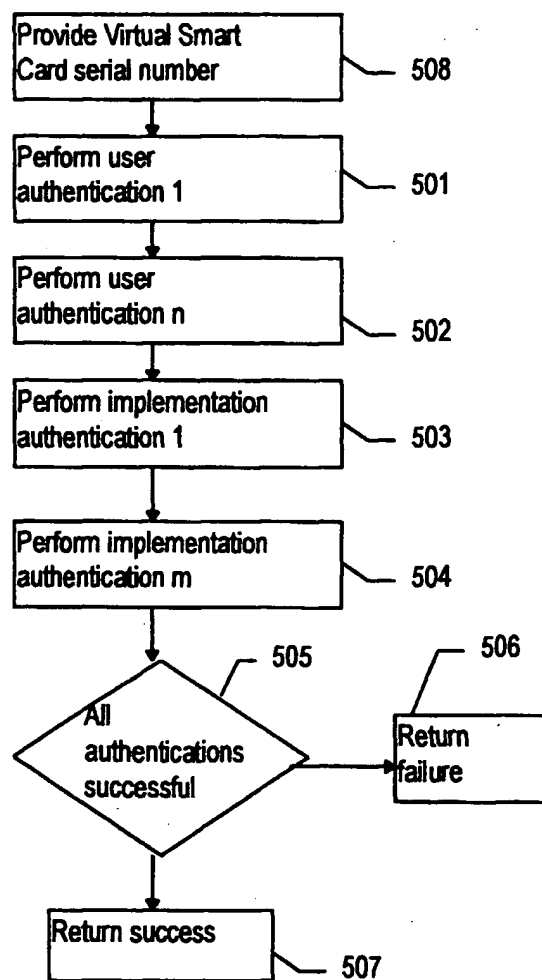 Provide Virtual Smart
Card serial number
508
Perform user
authentication 1
501
Perform user
authentication n
502
Perform implementation
authentication 1
503
Perform implementation
authentication m
504
505
All
authentications
successful
506
Return
failure
Return success
507